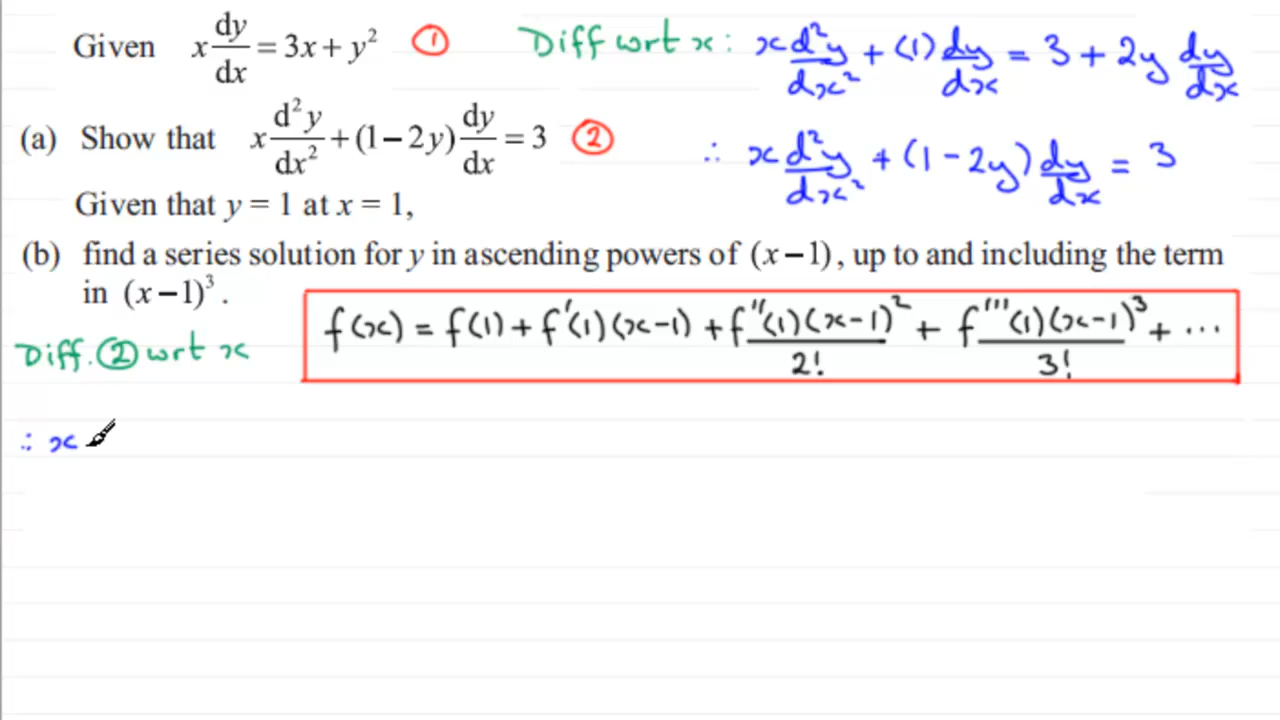 Given x dy/dx = 3x + y² ① Diff wrt x: x d²y/dx² + (1) dy/dx = 3 + 2y dy/dx
(a) Show that x d²y/dx² + (1 − 2y) dy/dx = 3 ② ∴ x d²y/dx² + (1 − 2y) dy/dx = 3
Given that y = 1 at x = 1,
(b) find a series solution for y in ascending powers of (x − 1), up to and including the term
in (x − 1)³.
f(x) = f(1) + f′(1)(x−1) + f″(1)(x−1)²/2! + f‴(1)(x−1)³/3! + ...
Diff. ② wrt x
∴ x